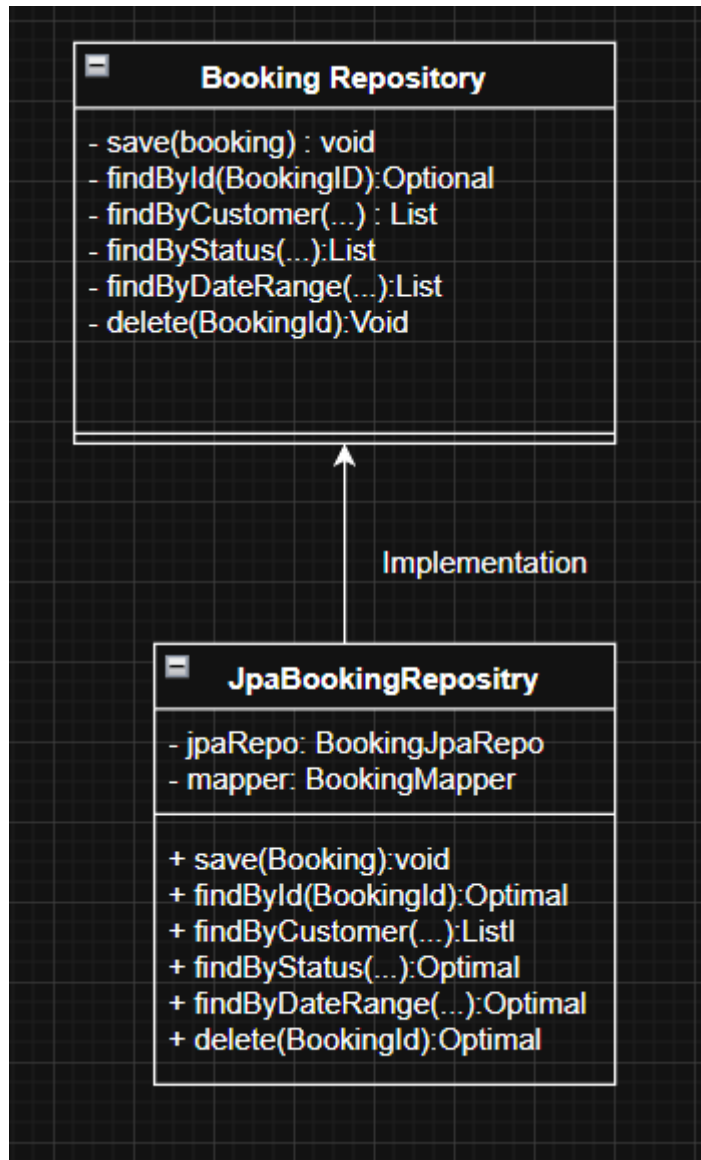 Booking Repository
- save(booking) : void
- findById(BookingID):Optional
- findByCustomer(...) : List
- findByStatus(...):List
- findByDateRange(...):List
- delete(BookingId):Void
Implementation
JpaBookingRepositry
- jpaRepo: BookingJpaRepo
- mapper: BookingMapper
+ save(Booking):void
+ findById(BookingId):Optimal
+ findByCustomer(...):Listl
+ findByStatus(...):Optimal
+ findByDateRange(...):Optimal
+ delete(BookingId):Optimal